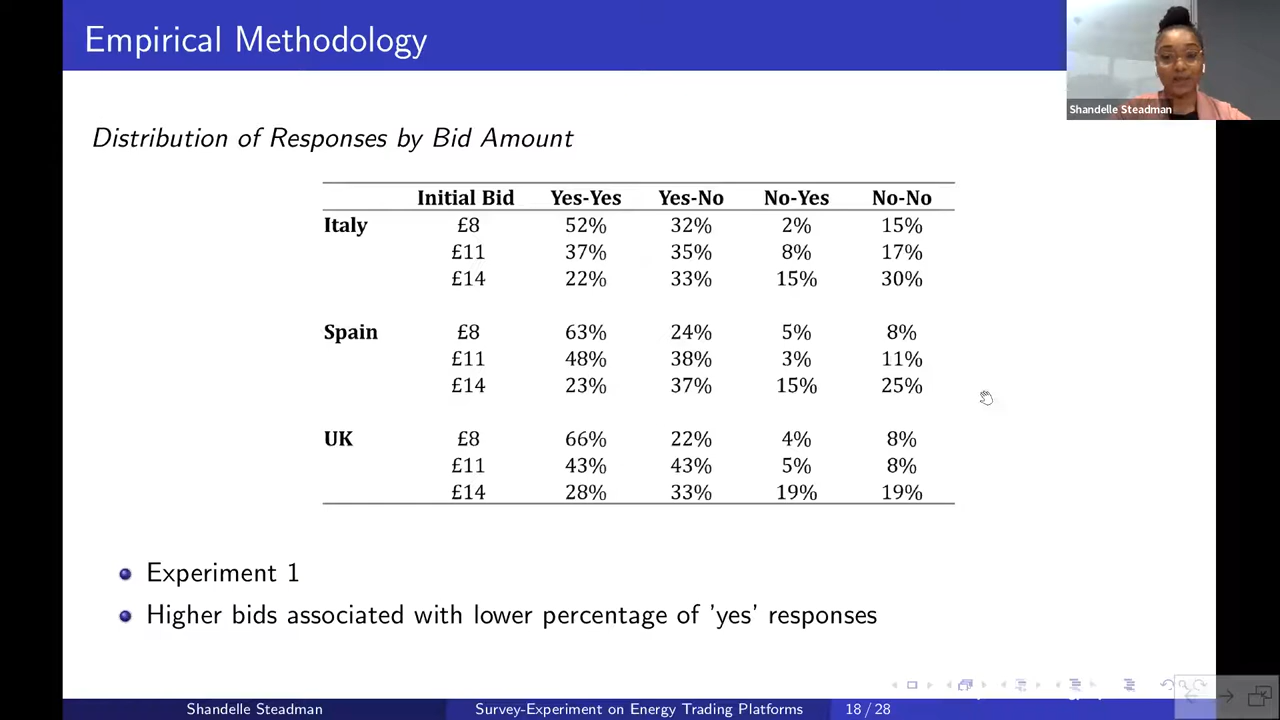 Empirical Methodology
Shandelle Steadman
Distribution of Responses by Bid Amount
Initial Bid Yes-Yes Yes-No No-Yes No-No
Italy £8 52% 32% 2% 15%
£11 37% 35% 8% 17%
£14 22% 33% 15% 30%
Spain £8 63% 24% 5% 8%
£11 48% 38% 3% 11%
£14 23% 37% 15% 25%
UK £8 66% 22% 4% 8%
£11 43% 43% 5% 8%
£14 28% 33% 19% 19%
Experiment 1
Higher bids associated with lower percentage of 'yes' responses
Shandelle Steadman Survey-Experiment on Energy Trading Platforms 18 / 28